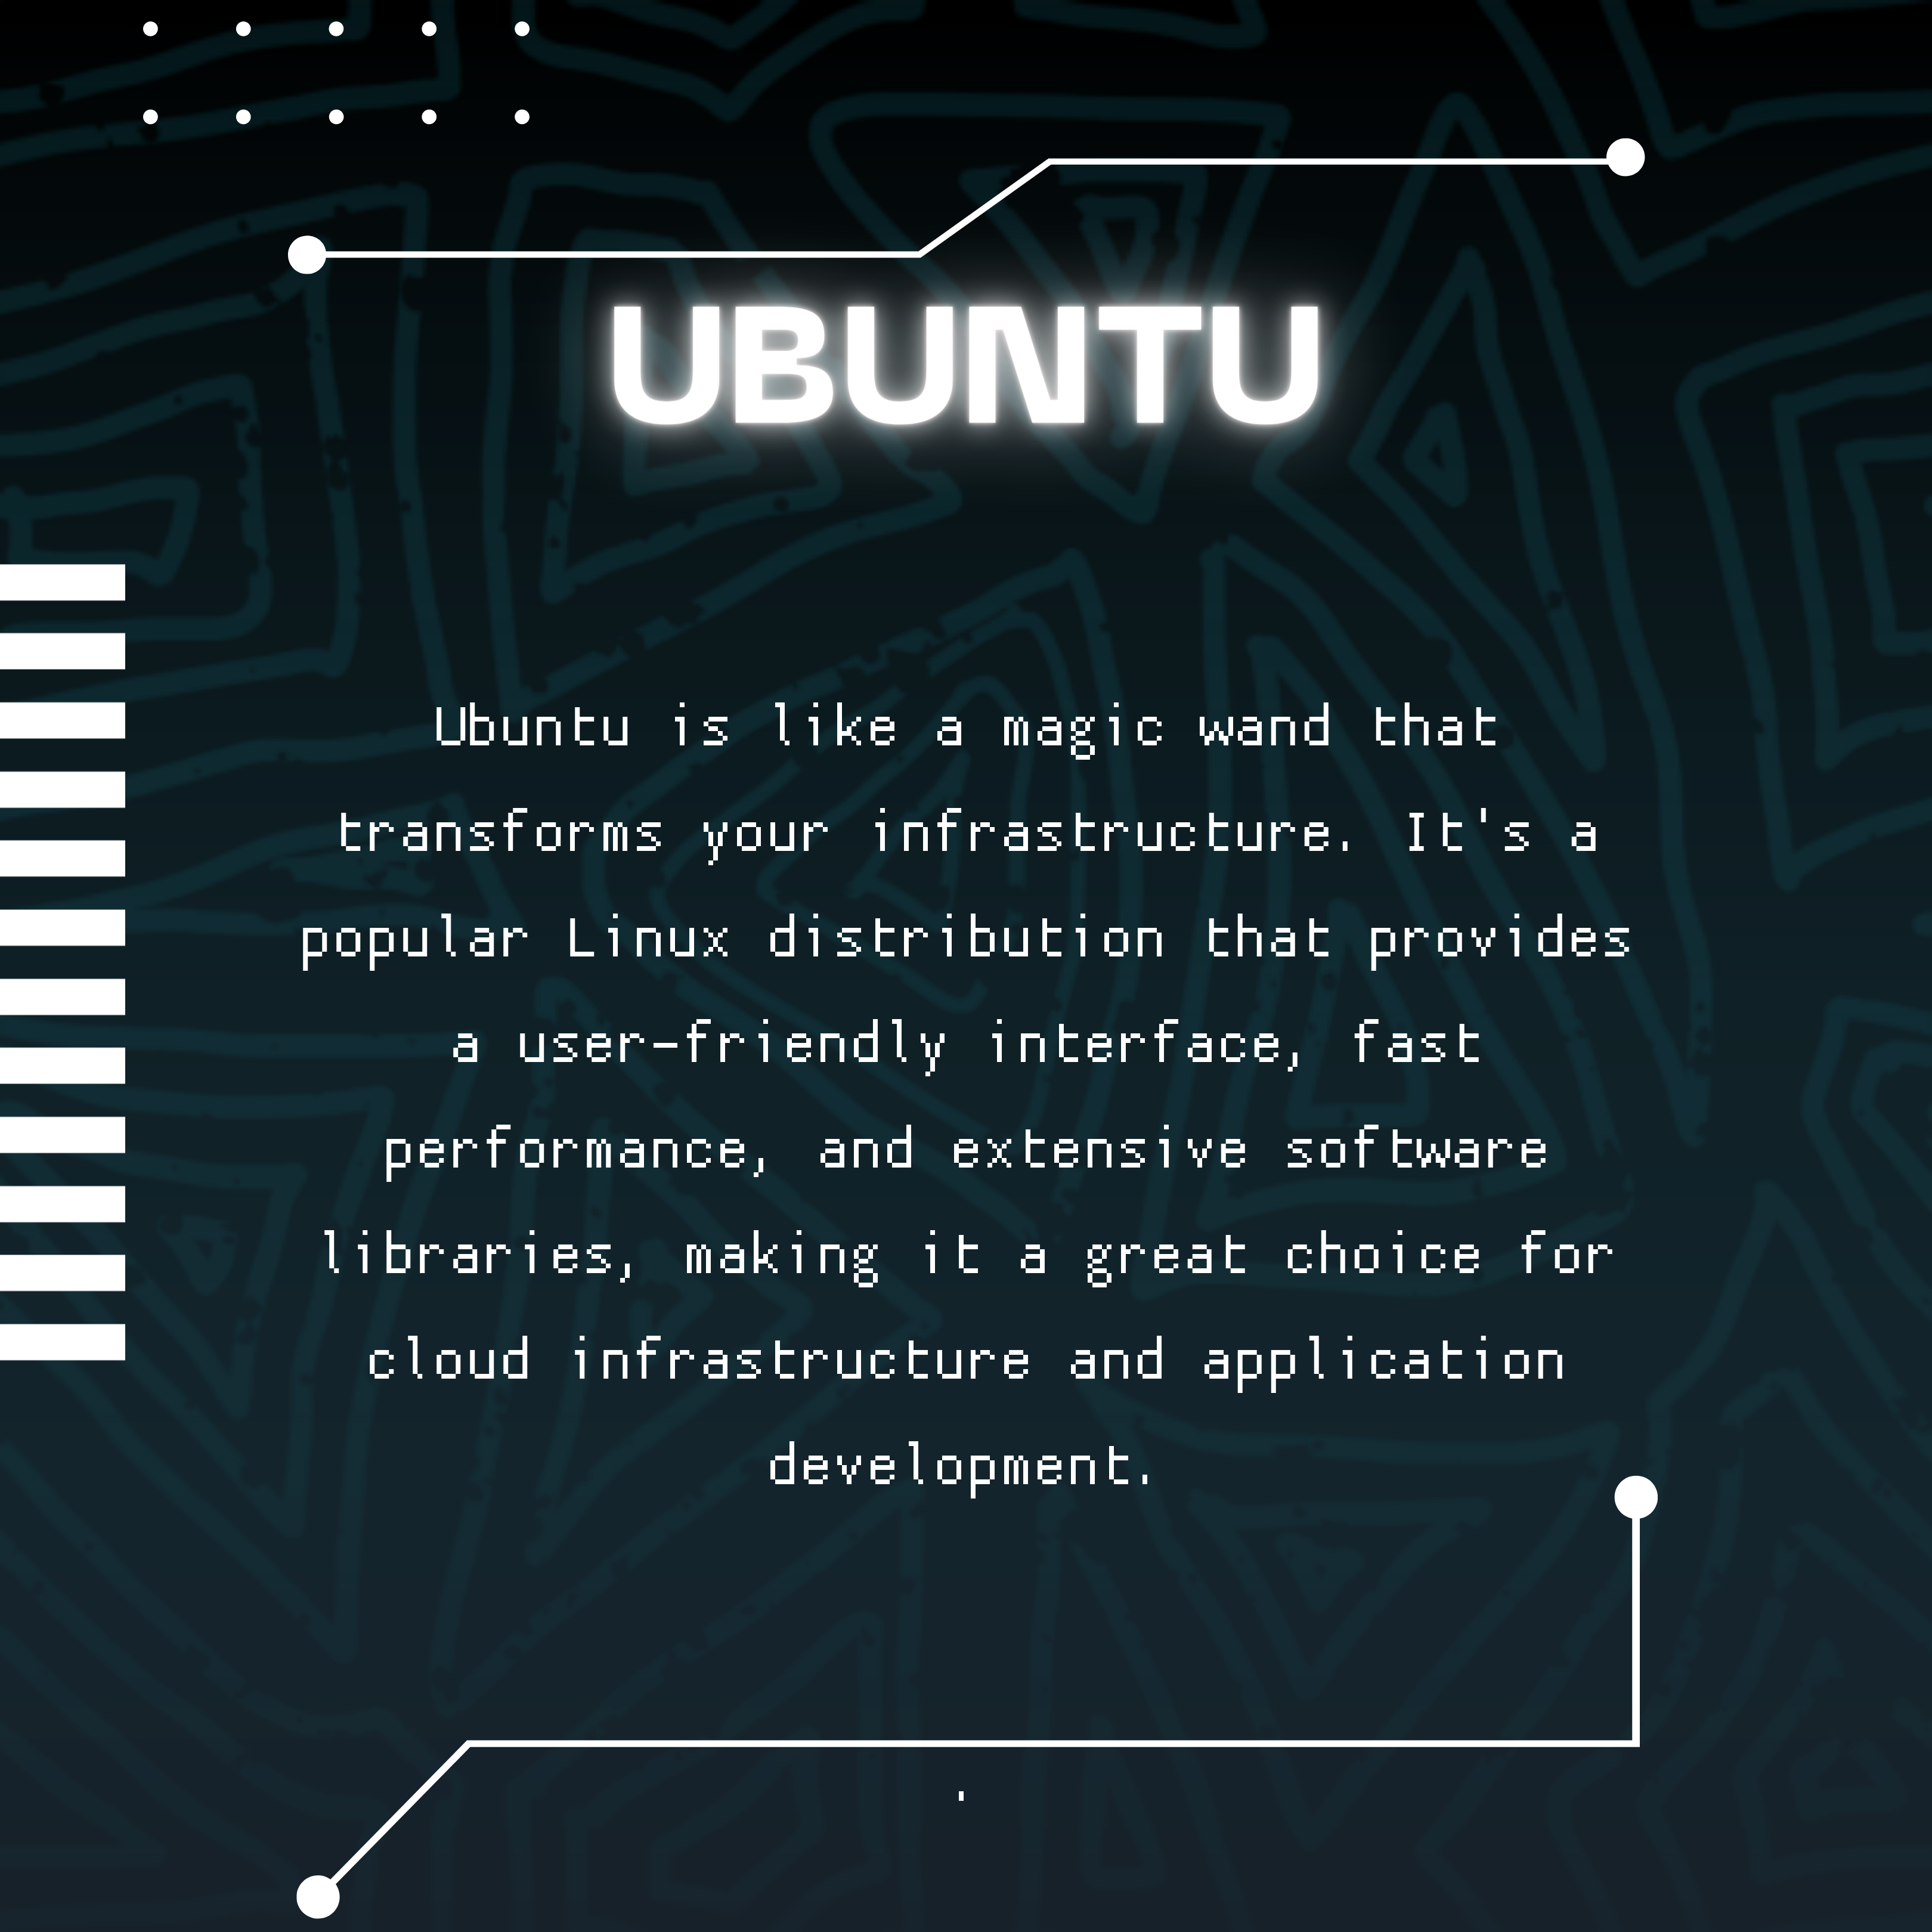 UBUNTU
Ubuntu is like a magic wand that
transforms your infrastructure. It's a
popular Linux distribution that provides
a user-friendly interface, fast
performance, and extensive software
libraries, making it a great choice for
cloud infrastructure and application
development.
.